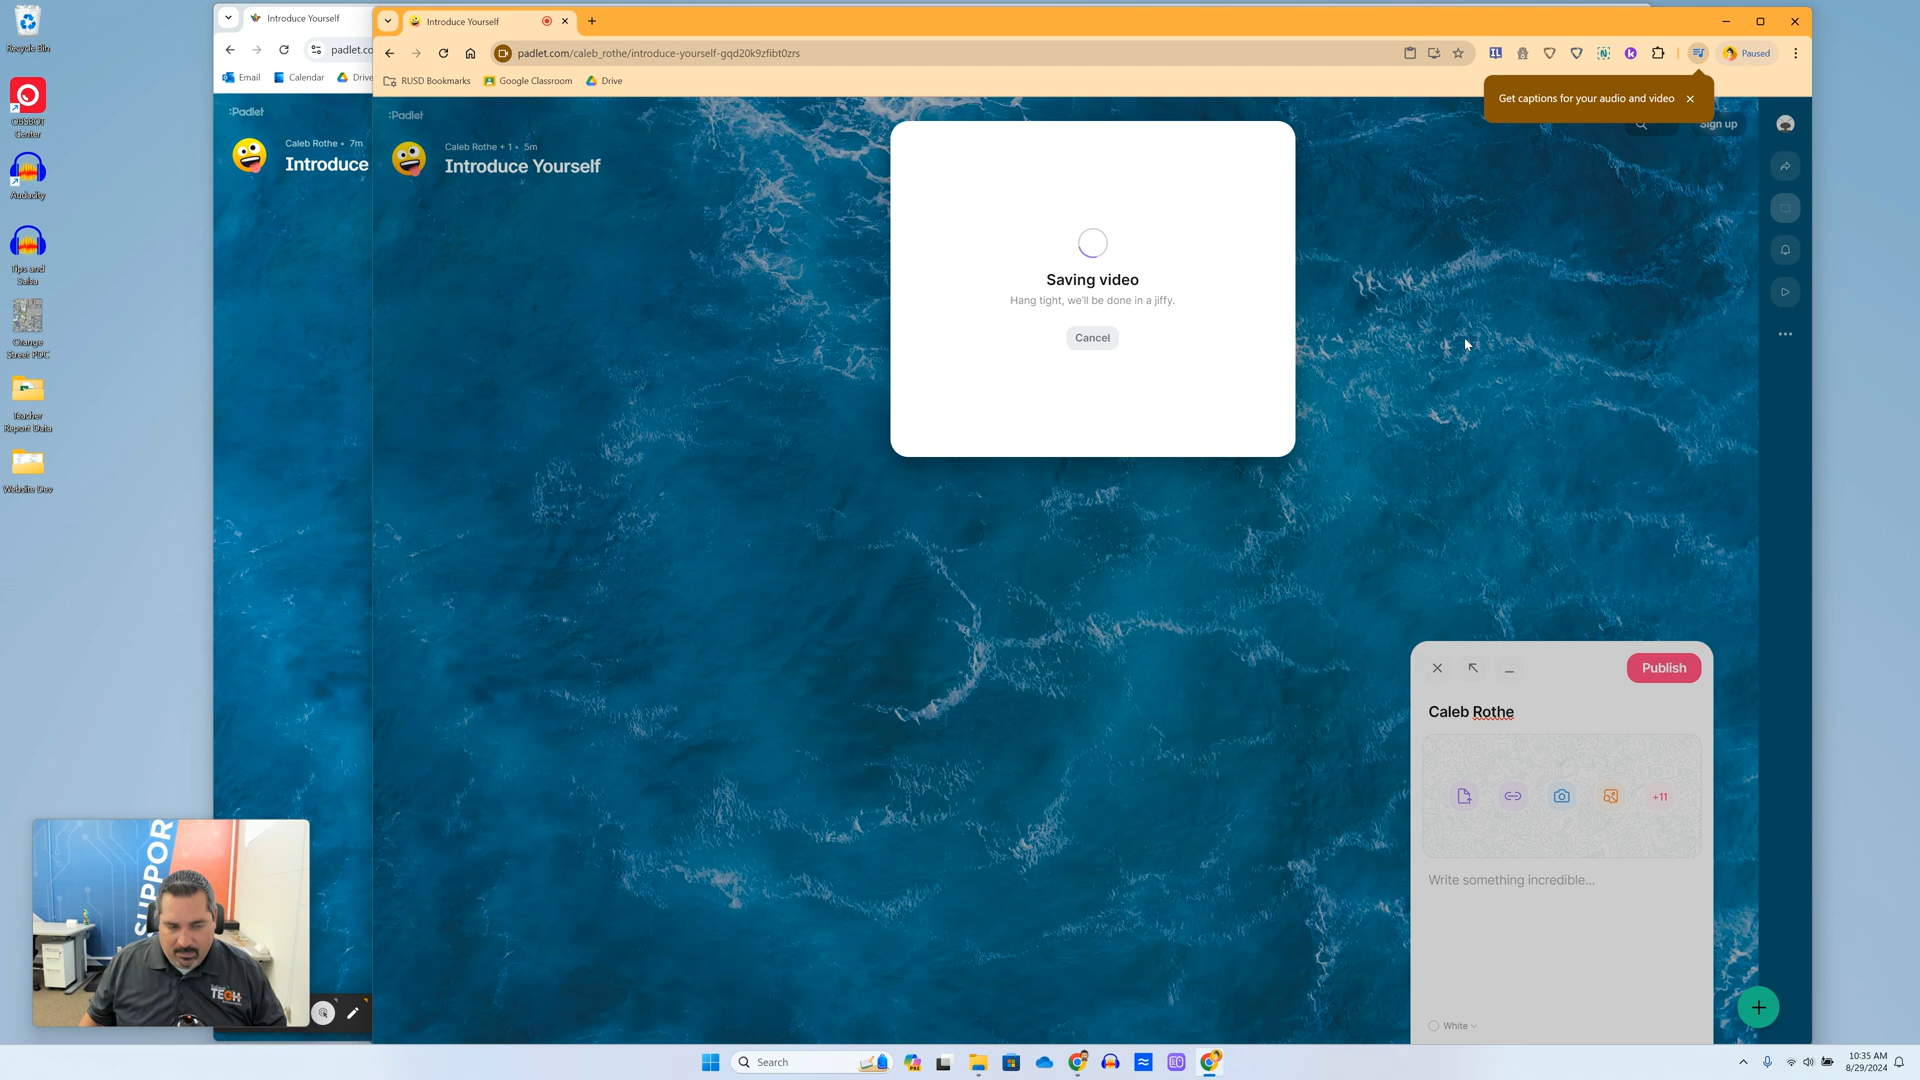 Recycle Bin
OBSBOT Center
Audacity
Tips and Salsa
Orange Street PDC
Teacher Report Data
Website Dev
Introduce Yourself
padlet.co
Email
Calendar
Drive
:Padlet
Caleb Rothe • 7m
Introduce
Introduce Yourself
padlet.com/caleb_rothe/introduce-yourself-gqd20k9zfibt0zrs
Paused
RUSD Bookmarks
Google Classroom
Drive
Get captions for your audio and video
:Padlet
Caleb Rothe + 1 • 5m
Introduce Yourself
Sign up
Saving video
Hang tight, we'll be done in a jiffy.
Cancel
Publish
Caleb Rothe
+11
Write something incredible...
White
SUPPOR
TECH
Search
10:35 AM
8/29/2024